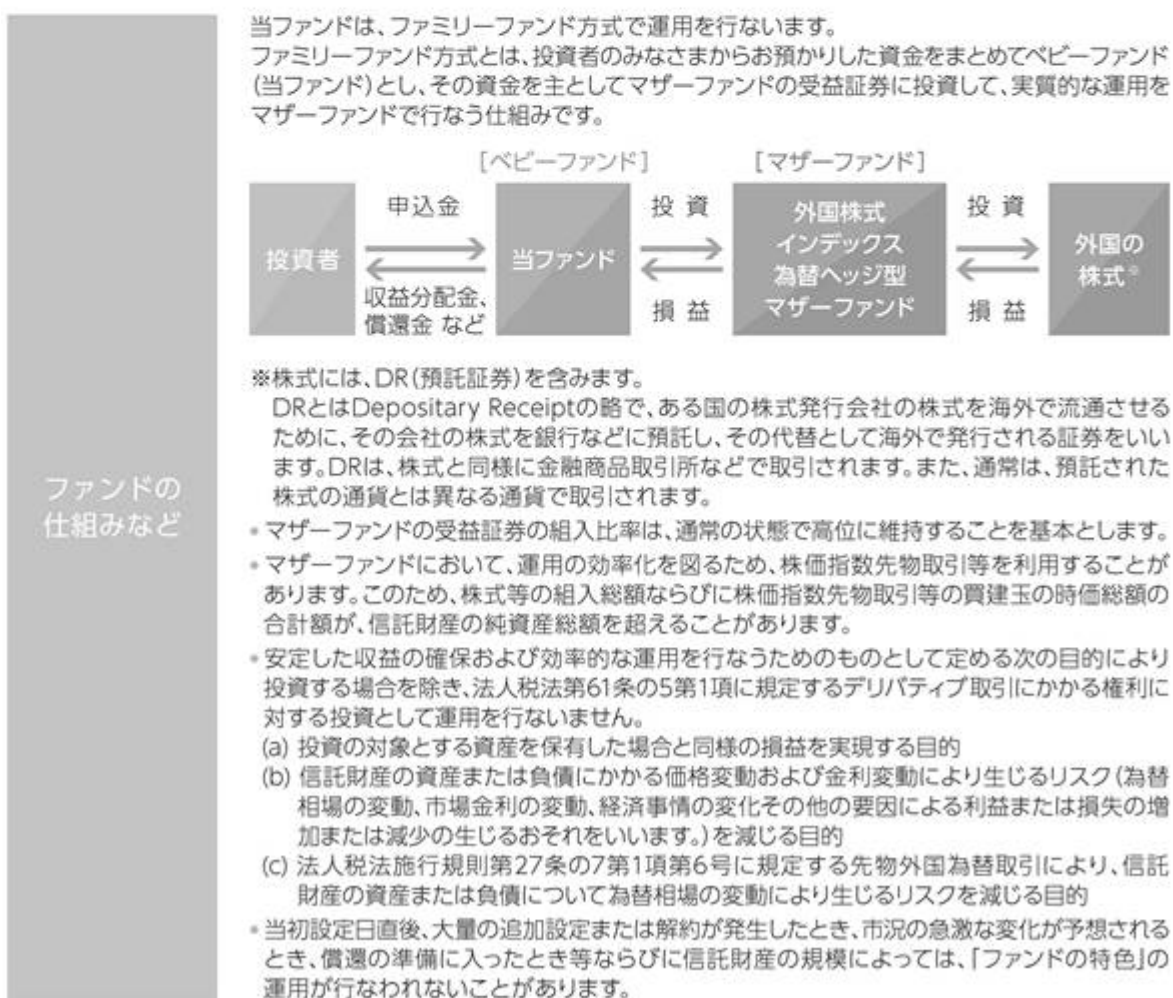 当ファンドは、ファミリーファンド方式で運用を行ないます。
ファミリーファンド方式とは、投資者のみなさまからお預かりした資金をまとめてベビーファンド
(当ファンド)とし、その資金を主としてマザーファンドの受益証券に投資して、実質的な運用を
マザーファンドで行なう仕組みです。
[ベビーファンド]
[マザーファンド]
投資者
申込金
収益分配金、
償還金 など
当ファンド
投 資
損 益
外国株式
インデックス
為替ヘッジ型
マザーファンド
投 資
損 益
外国の
株式※
※株式には、DR(預託証券)を含みます。
DRとはDepositary Receiptの略で、ある国の株式発行会社の株式を海外で流通させる
ために、その会社の株式を銀行などに預託し、その代替として海外で発行される証券をいい
ます。DRは、株式と同様に金融商品取引所などで取引されます。また、通常は、預託された
株式の通貨とは異なる通貨で取引されます。
ファンドの
仕組みなど
• マザーファンドの受益証券の組入比率は、通常の状態で高位に維持することを基本とします。
• マザーファンドにおいて、運用の効率化を図るため、株価指数先物取引等を利用することが
あります。このため、株式等の組入総額ならびに株価指数先物取引等の買建玉の時価総額の
合計額が、信託財産の純資産総額を超えることがあります。
• 安定した収益の確保および効率的な運用を行なうためのものとして定める次の目的により
投資する場合を除き、法人税法第61条の5第1項に規定するデリバティブ取引にかかる権利に
対する投資として運用を行ないません。
(a) 投資の対象とする資産を保有した場合と同様の損益を実現する目的
(b) 信託財産の資産または負債にかかる価格変動および金利変動により生じるリスク(為替
相場の変動、市場金利の変動、経済事情の変化その他の要因による利益または損失の増
加または減少の生じるおそれをいいます。)を減じる目的
(c) 法人税法施行規則第27条の7第1項第6号に規定する先物外国為替取引により、信託
財産の資産または負債について為替相場の変動により生じるリスクを減じる目的
• 当初設定日直後、大量の追加設定または解約が発生したとき、市況の急激な変化が予想される
とき、償還の準備に入ったとき等ならびに信託財産の規模によっては、「ファンドの特色」の
運用が行なわれないことがあります。